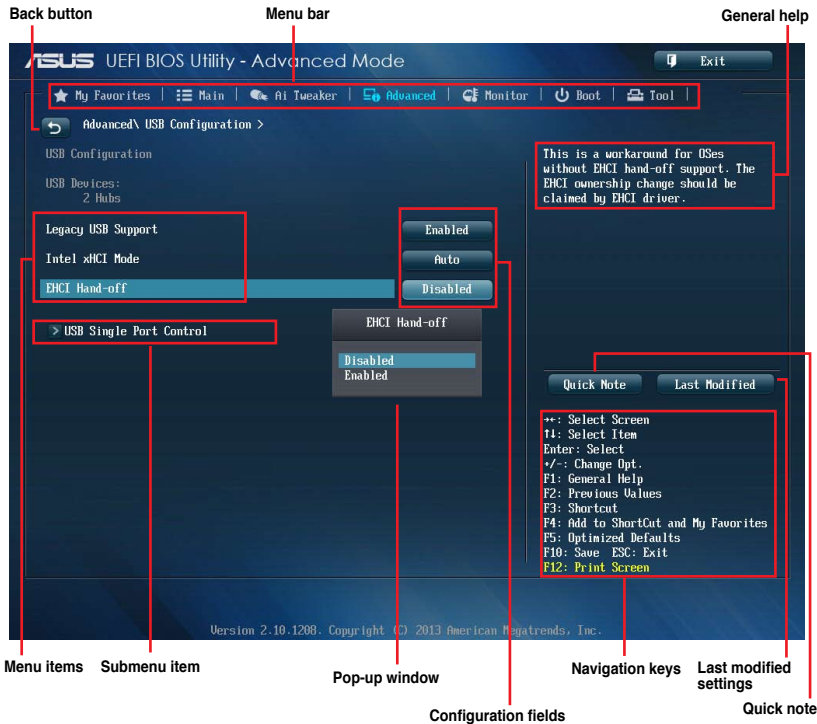 Back button
Menu bar
General help
ASUS UEFI BIOS Utility - Advanced Mode
Exit
My Favorites | Main | Ai Tweaker | Advanced | Monitor | Boot | Tool |
Advanced\ USB Configuration >
USB Configuration
USB Devices:
2 Hubs
Legacy USB Support
Enabled
Intel xHCI Mode
Auto
EHCI Hand-off
Disabled
> USB Single Port Control
EHCI Hand-off
Disabled
Enabled
This is a workaround for OSes
without EHCI hand-off support. The
EHCI ownership change should be
claimed by EHCI driver.
Quick Note
Last Modified
→←: Select Screen
↑↓: Select Item
Enter: Select
+/-: Change Opt.
F1: General Help
F2: Previous Values
F3: Shortcut
F4: Add to ShortCut and My Favorites
F5: Optimized Defaults
F10: Save ESC: Exit
F12: Print Screen
Version 2.10.1208. Copyright (C) 2013 American Megatrends, Inc.
Menu items
Submenu item
Pop-up window
Configuration fields
Navigation keys
Last modified
settings
Quick note